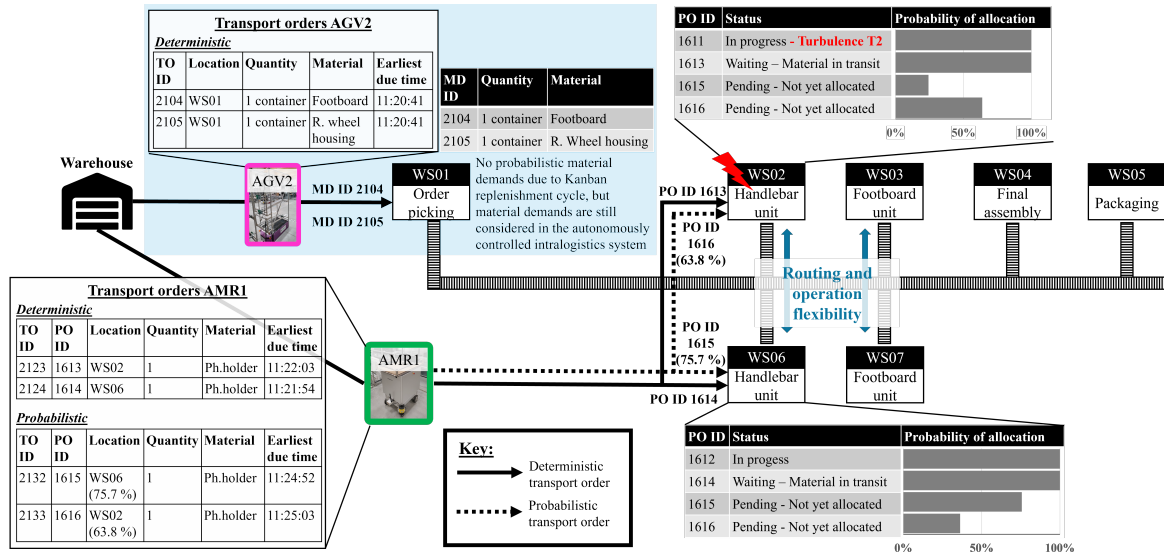 Transport orders AGV2
Deterministic
TO ID Location Quantity Material Earliest due time
2104 WS01 1 container Footboard 11:20:41
2105 WS01 1 container R. wheel housing 11:20:41
MD ID Quantity Material
2104 1 container Footboard
2105 1 container R. Wheel housing
PO ID Status Probability of allocation
1611 In progress - Turbulence T2
1613 Waiting – Material in transit
1615 Pending - Not yet allocated
1616 Pending - Not yet allocated
0% 50% 100%
Warehouse
AGV2
MD ID 2104
MD ID 2105
WS01
Order
picking
No probabilistic material
demands due to Kanban
replenishment cycle, but
material demands are still
considered in the autonomously
controlled intralogistics system
PO ID 1613
PO ID
1616
(63.8 %)
WS02
Handlebar
unit
WS03
Footboard
unit
WS04
Final
assembly
WS05
Packaging
Routing and
operation
flexibility
Transport orders AMR1
Deterministic
TO ID PO ID Location Quantity Material Earliest due time
2123 1613 WS02 1 Ph.holder 11:22:03
2124 1614 WS06 1 Ph.holder 11:21:54
Probabilistic
TO ID PO ID Location Quantity Material Earliest due time
2132 1615 WS06 (75.7 %) 1 Ph.holder 11:24:52
2133 1616 WS02 (63.8 %) 1 Ph.holder 11:25:03
AMR1
PO ID
1615
(75.7 %)
PO ID 1614
WS06
Handlebar
unit
WS07
Footboard
unit
Key:
Deterministic
transport order
Probabilistic
transport order
PO ID Status Probability of allocation
1612 In progess
1614 Waiting – Material in transit
1615 Pending - Not yet allocated
1616 Pending - Not yet allocated
0% 50% 100%